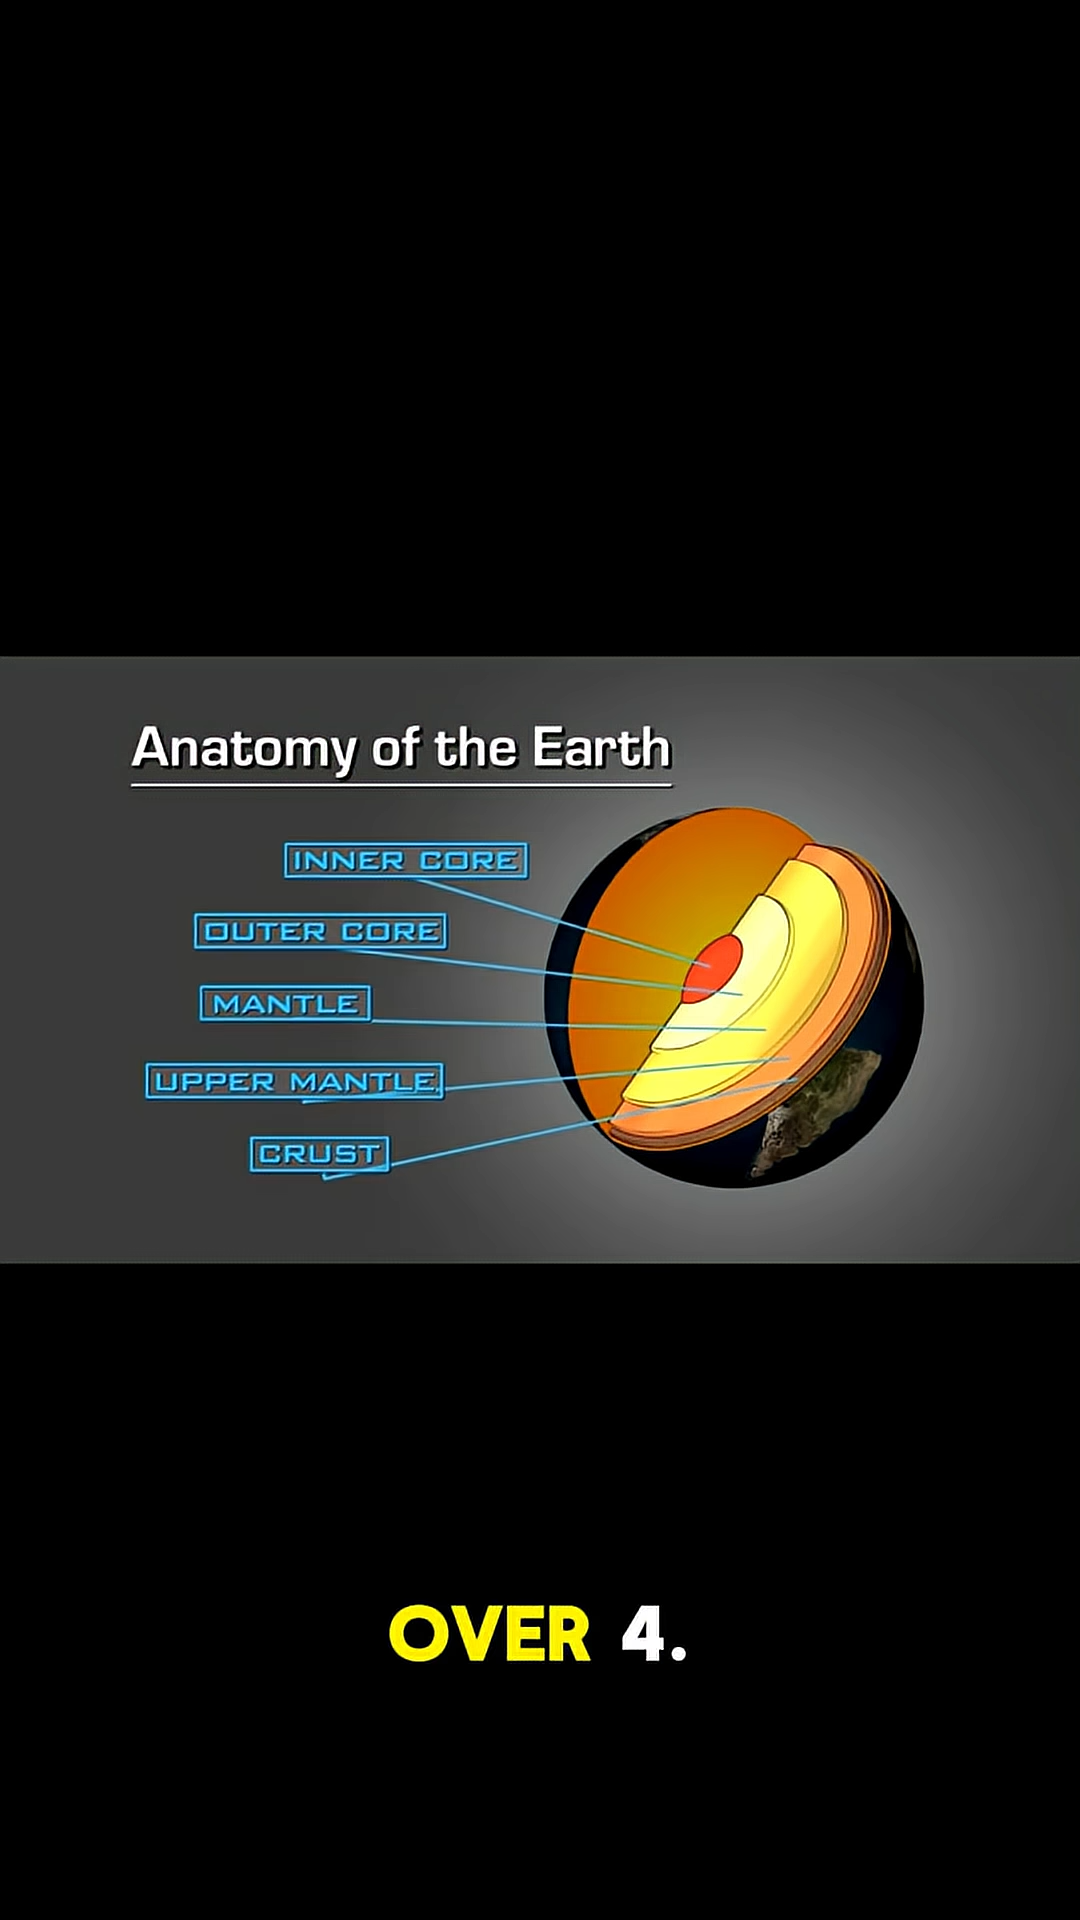 Anatomy of the Earth
INNER CORE
OUTER CORE
MANTLE
UPPER MANTLE
CRUST
OVER 4.